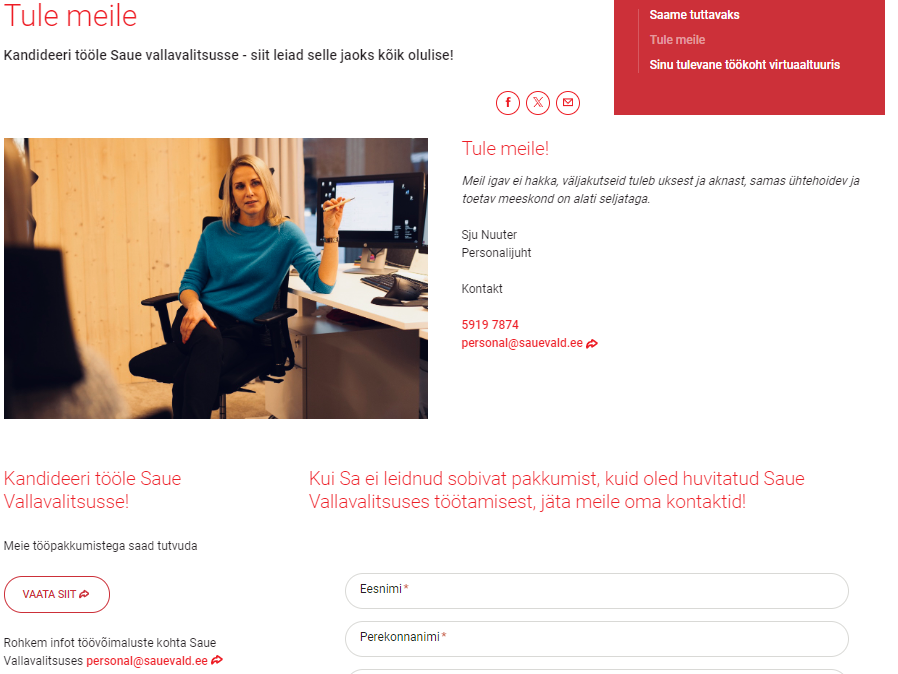 Tule meile
Kandideeri tööle Saue vallavalitsusse - siit leiad selle jaoks kõik olulise!
Saame tuttavaks
Tule meile
Sinu tulevane töökoht virtuaaltuuris
Tule meile!
Meil igav ei hakka, väljakutseid tuleb uksest ja aknast, samas ühtehoidev ja
toetav meeskond on alati seljataga.
Sju Nuuter
Personalijuht
Kontakt
5919 7874
personal@sauevald.ee
Kandideeri tööle Saue
Vallavalitsusse!
Meie tööpakkumistega saad tutvuda
VAATA SIIT
Rohkem infot töövõimaluste kohta Saue
Vallavalitsuses personal@sauevald.ee
Kui Sa ei leidnud sobivat pakkumist, kuid oled huvitatud Saue
Vallavalitsuses töötamisest, jäta meile oma kontaktid!
Eesnimi*
Perekonnanimi*